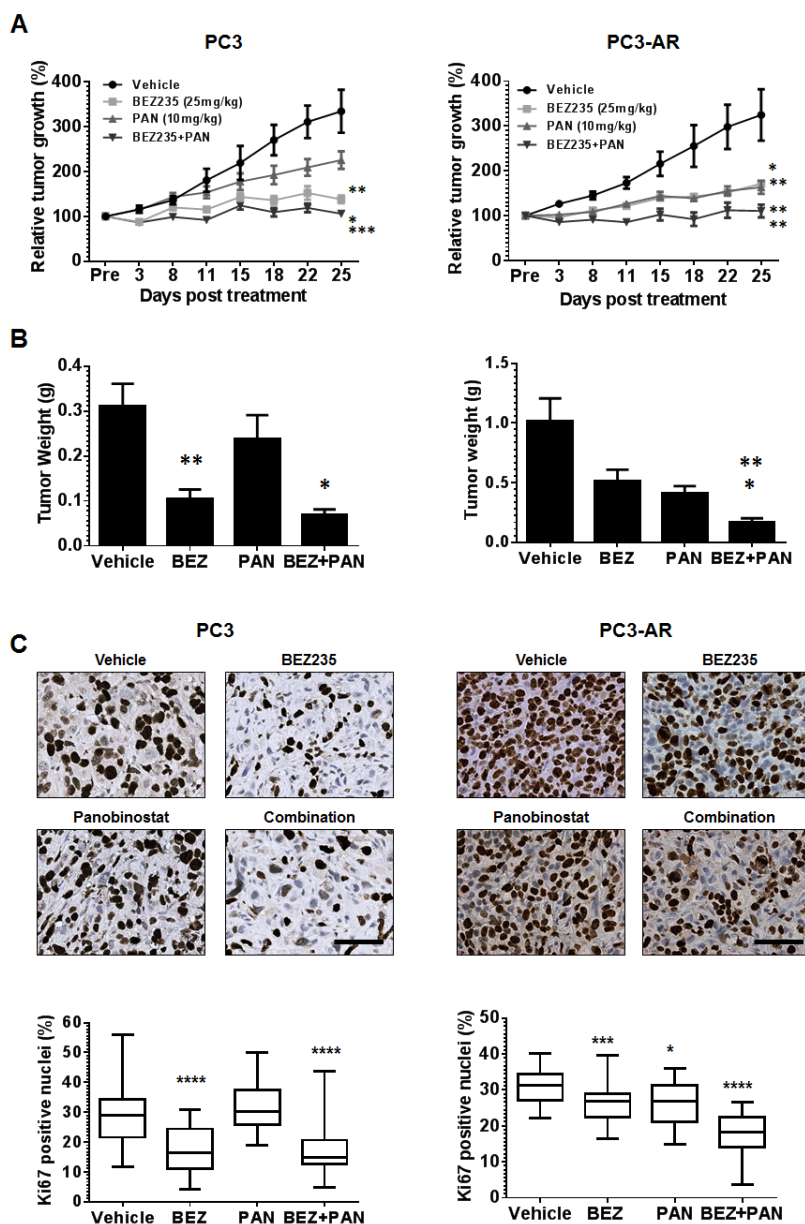 A
PC3
PC3-AR
Relative tumor growth (%)
400
300
200
100
0
Vehicle
BEZ235 (25mg/kg)
PAN (10mg/kg)
BEZ235+PAN
**
*
***
Pre 3 8 11 15 18 22 25
Days post treatment
Relative tumor growth (%)
400
300
200
100
0
Vehicle
BEZ235 (25mg/kg)
PAN (10mg/kg)
BEZ235+PAN
*
**
**
**
Pre 3 8 11 15 18 22 25
Days post treatment
B
Tumor Weight (g)
0.4
0.3
0.2
0.1
0.0
**
*
Vehicle BEZ PAN BEZ+PAN
Tumor weight (g)
1.5
1.0
0.5
0.0
**
*
Vehicle BEZ PAN BEZ+PAN
C
PC3
PC3-AR
Vehicle BEZ235
Panobinostat Combination
Vehicle BEZ235
Panobinostat Combination
Ki67 positive nuclei (%)
60
50
40
30
20
10
0
****
****
Vehicle BEZ PAN BEZ+PAN
Ki67 positive nuclei (%)
50
40
30
20
10
0
***
*
****
Vehicle BEZ PAN BEZ+PAN